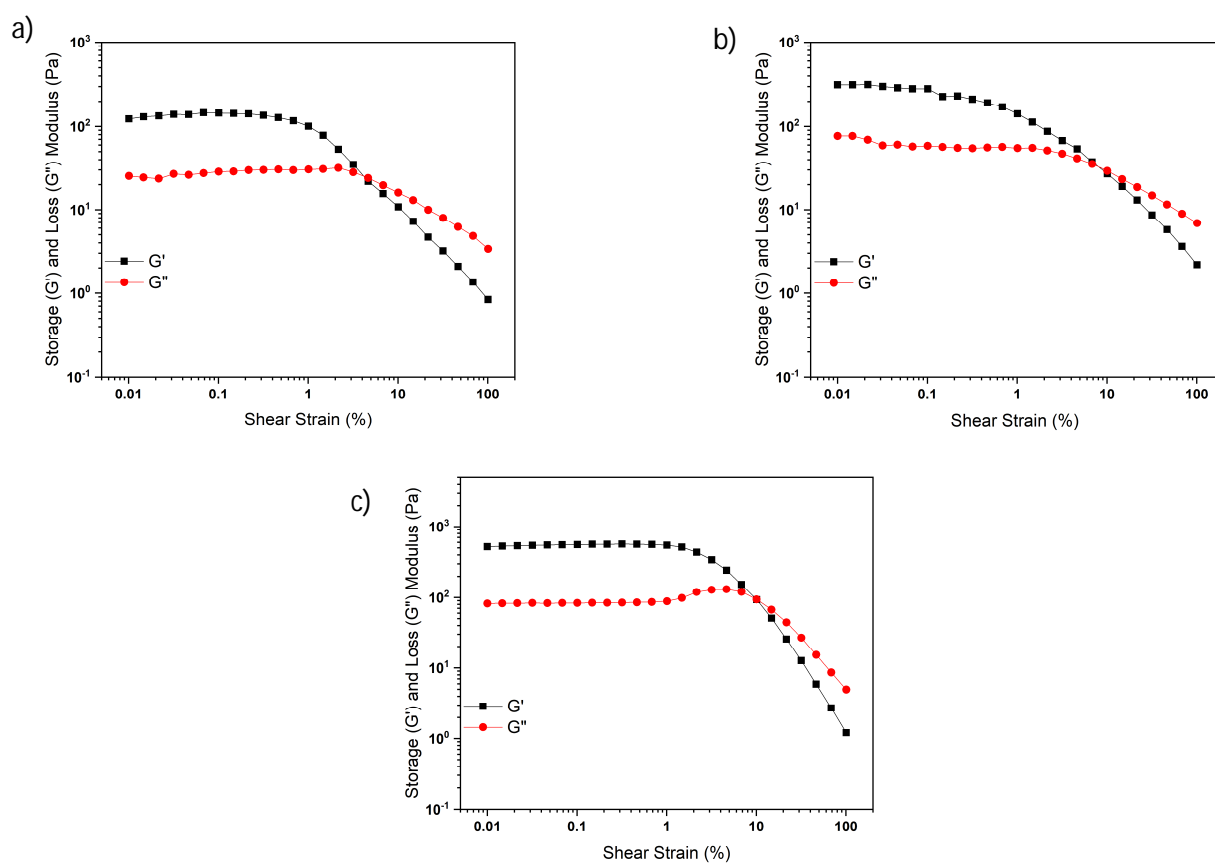 a)
Storage (G') and Loss (G") Modulus (Pa)
10³
10²
10¹
10⁰
10⁻¹
G'
G"
0.01 0.1 1 10 100
Shear Strain (%)
b)
Storage (G') and Loss (G") Modulus (Pa)
10³
10²
10¹
10⁰
10⁻¹
G'
G"
0.01 0.1 1 10 100
Shear Strain (%)
c)
Storage (G') and Loss (G") Modulus (Pa)
10³
10²
10¹
10⁰
10⁻¹
G'
G"
0.01 0.1 1 10 100
Shear Strain (%)